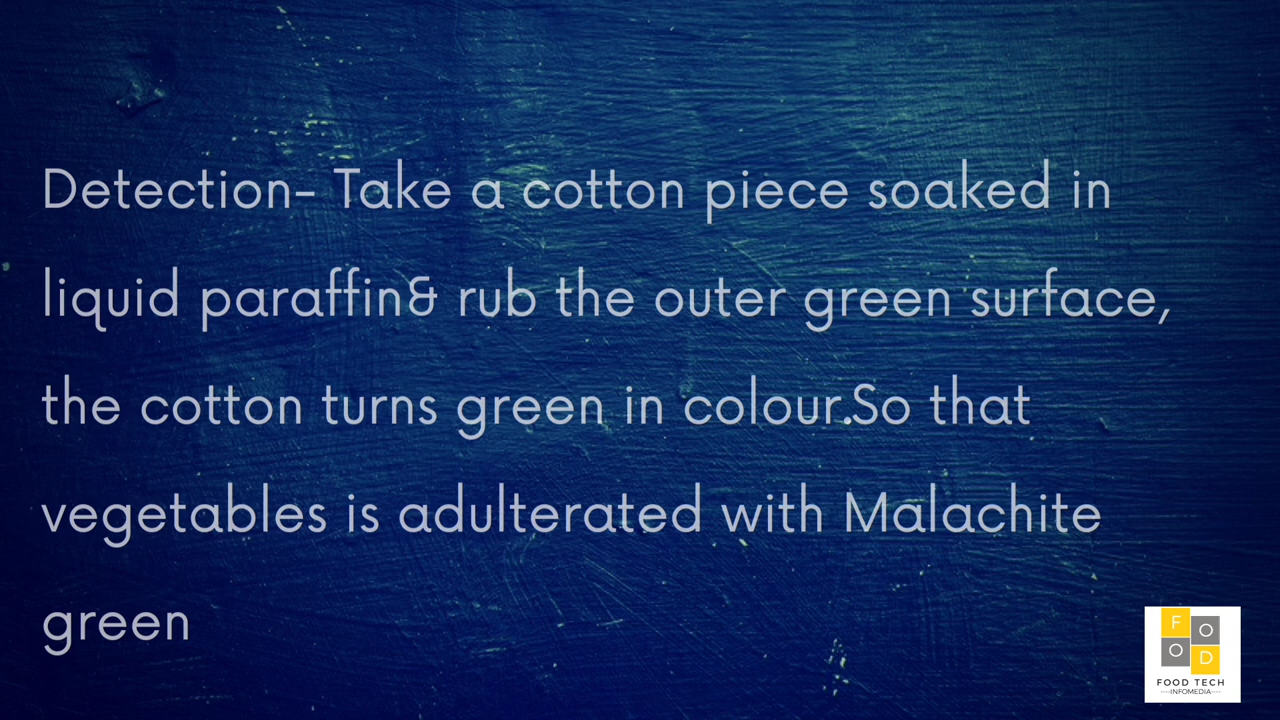 Detection- Take a cotton piece soaked in
liquid paraffin& rub the outer green surface,
the cotton turns green in colour.So that
vegetables is adulterated with Malachite
green
F O
O D
FOOD TECH
----INFOMEDIA----